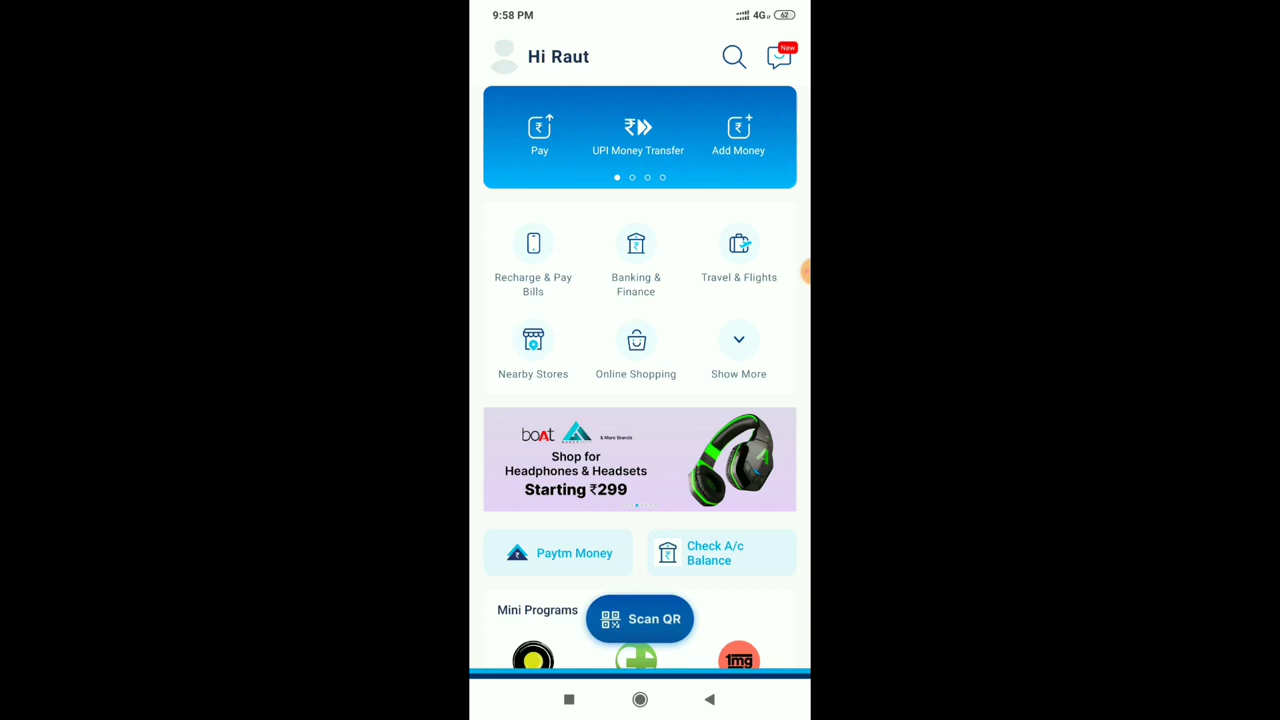 9:58 PM
4G
62
Hi Raut
New
Pay
UPI Money Transfer
Add Money
Recharge & Pay
Bills
Banking &
Finance
Travel & Flights
Nearby Stores
Online Shopping
Show More
boAt
& More Brands
Shop for
Headphones & Headsets
Starting ₹299
Paytm Money
Check A/c
Balance
Mini Programs
Scan QR
1mg